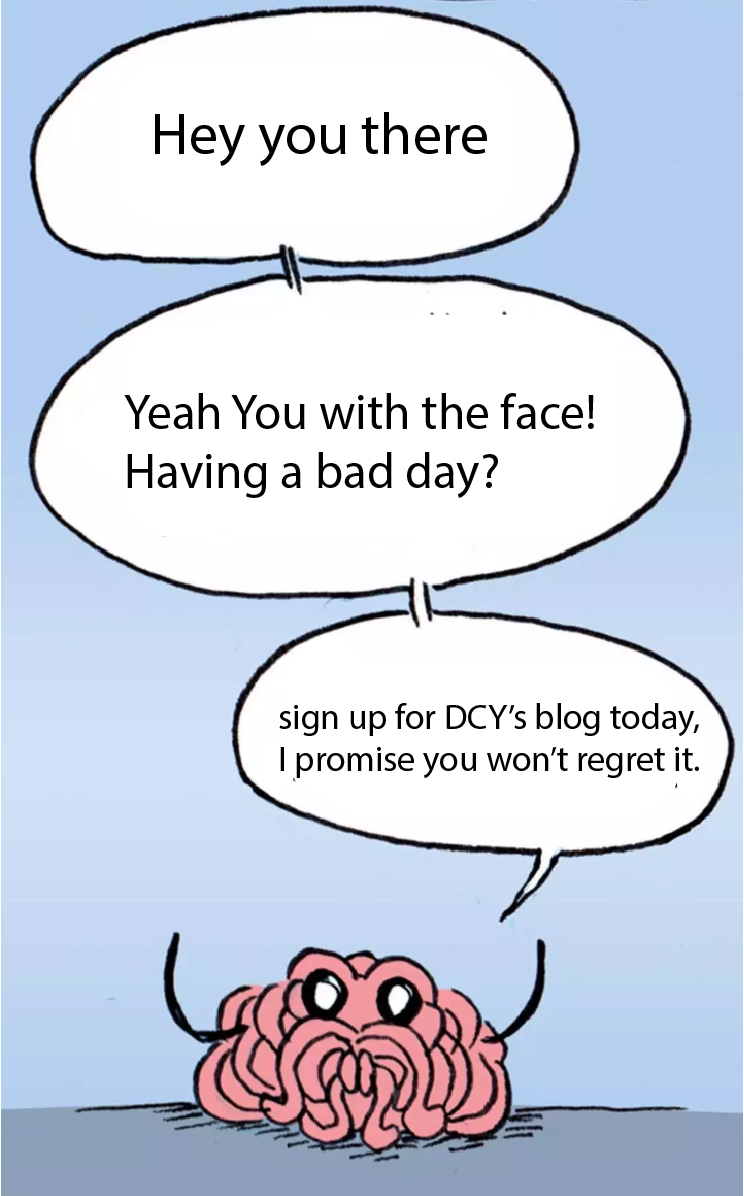 Hey you there
Yeah You with the face!
Having a bad day?
sign up for DCY’s blog today,
I promise you won’t regret it.